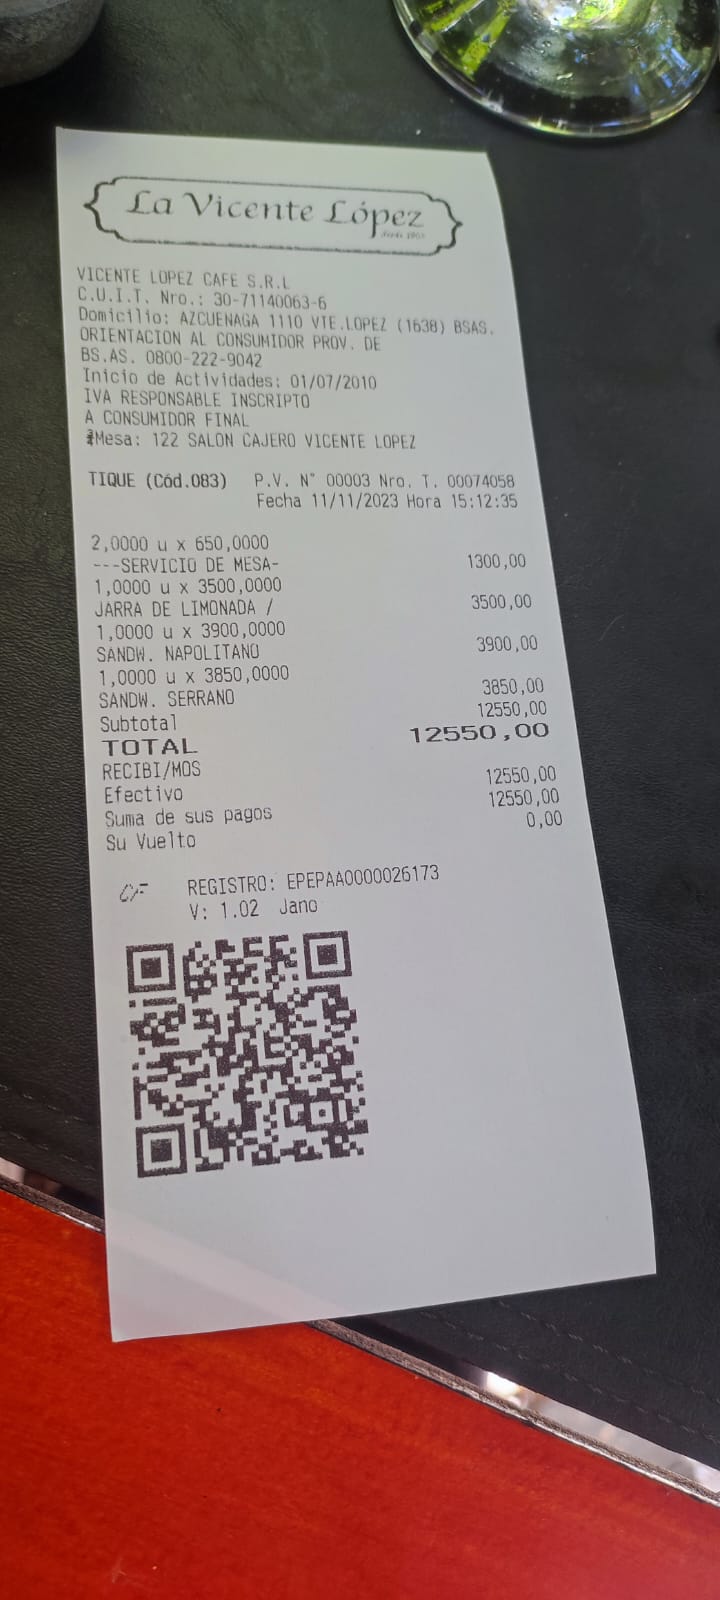 La Vicente López
VICENTE LOPEZ CAFE S.R.L
C.U.I.T. Nro.: 30-71140063-6
Domicilio: AZCUENAGA 1110 VTE.LOPEZ (1638) BSAS.
ORIENTACION AL CONSUMIDOR PROV. DE
BS.AS. 0800-222-9042
Inicio de Actividades: 01/07/2010
IVA RESPONSABLE INSCRIPTO
A CONSUMIDOR FINAL
Mesa: 122 SALON CAJERO VICENTE LOPEZ
TIQUE (Cód.083) P.V. N° 00003 Nro. T. 00074058
Fecha 11/11/2023 Hora 15:12:35
2,0000 u x 650,0000
---SERVICIO DE MESA- 1300,00
1,0000 u x 3500,0000
JARRA DE LIMONADA / 3500,00
1,0000 u x 3900,0000
SANDW. NAPOLITANO 3900,00
1,0000 u x 3850,0000
SANDW. SERRANO 3850,00
Subtotal 12550,00
TOTAL 12550,00
RECIBI/MOS
Efectivo 12550,00
Suma de sus pagos 12550,00
Su Vuelto 0,00
CF REGISTRO: EPEPAA0000026173
V: 1.02 Jano